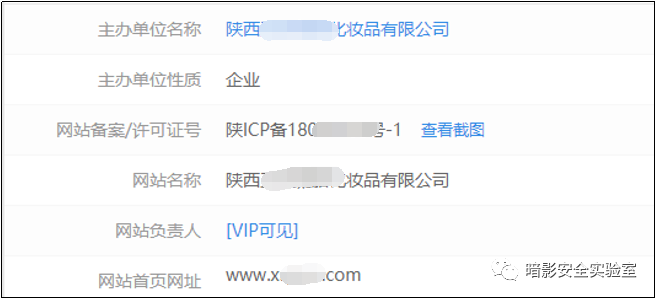 主办单位名称 陕西 化妆品有限公司
主办单位性质 企业
网站备案/许可证号 陕ICP备180 号-1 查看截图
网站名称 陕西 化妆品有限公司
网站负责人 [VIP可见]
网站首页网址 www.x .com
暗影安全实验室